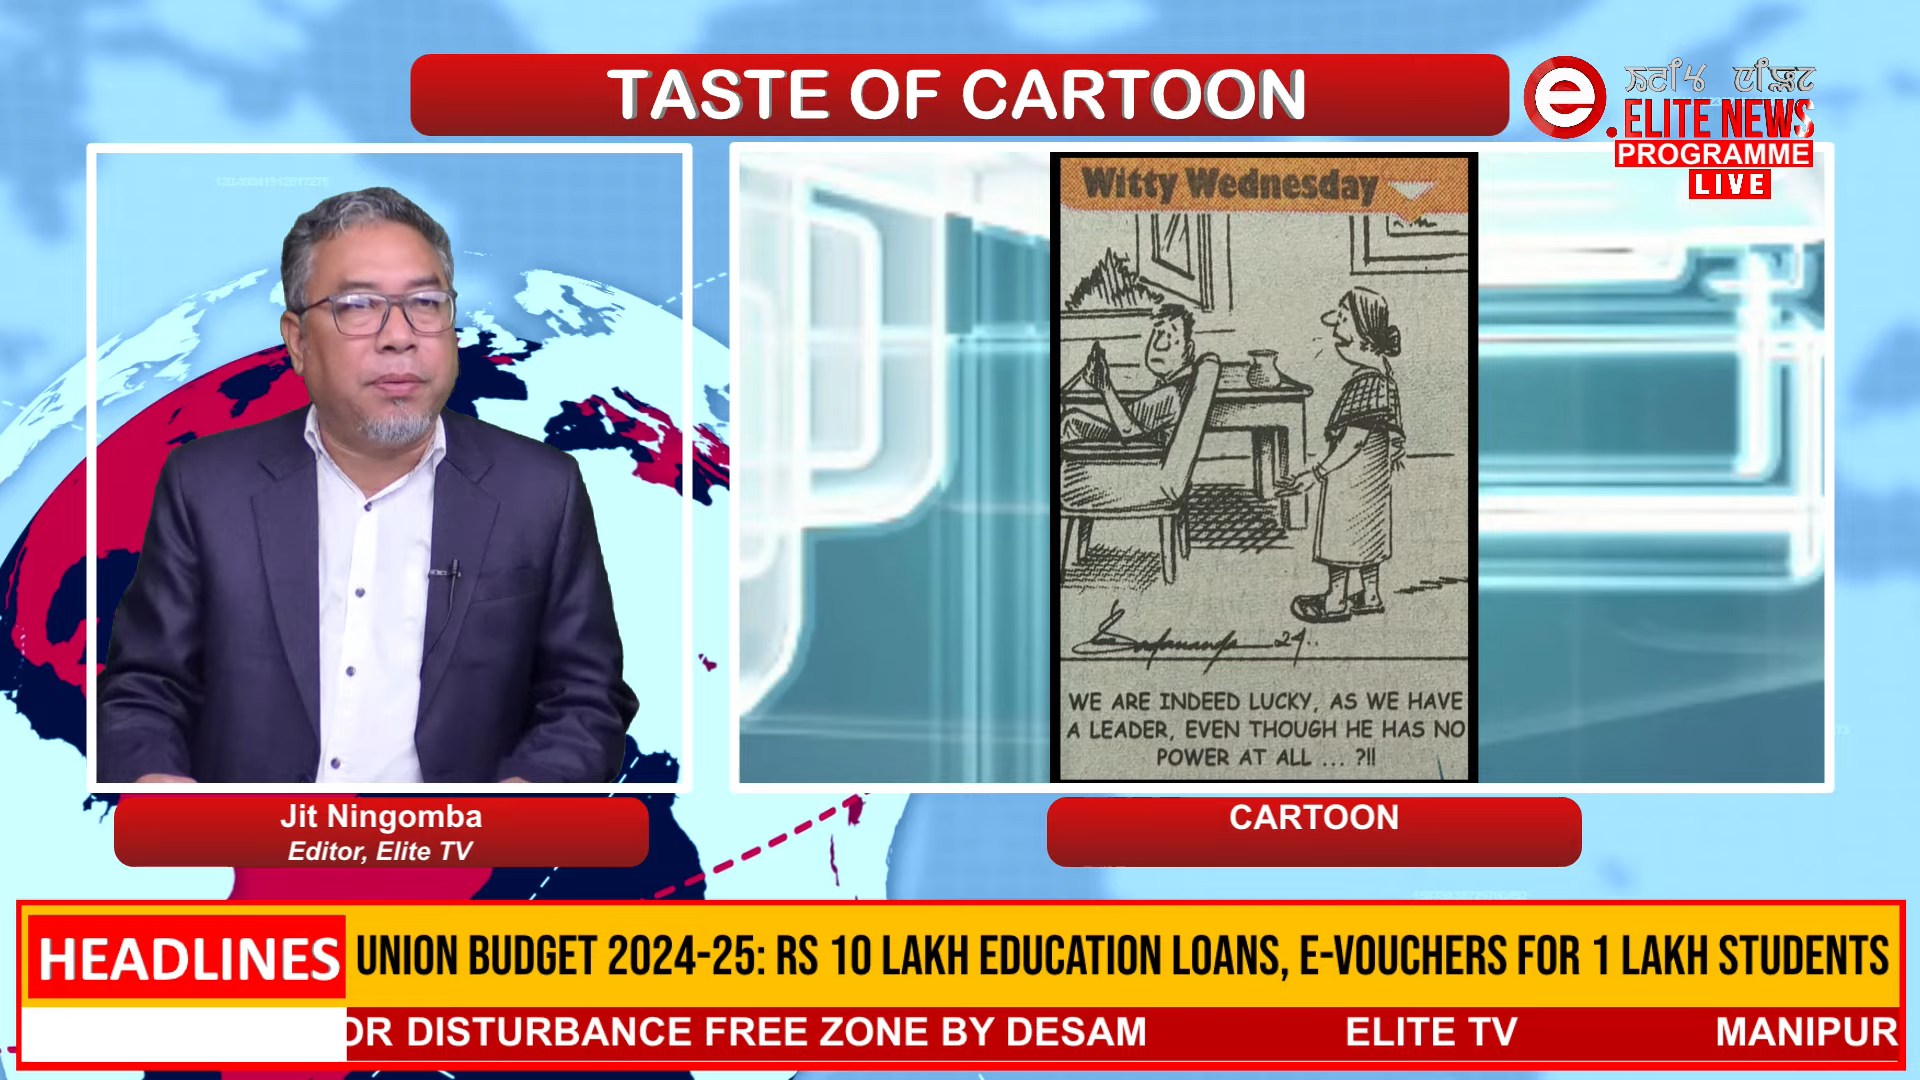 TASTE OF CARTOON
ELITE NEWS
PROGRAMME
LIVE
Witty Wednesday
24..
WE ARE INDEED LUCKY, AS WE HAVE
A LEADER, EVEN THOUGH HE HAS NO
POWER AT ALL ... ?!!
Jit Ningomba
Editor, Elite TV
CARTOON
HEADLINES
UNION BUDGET 2024-25: RS 10 LAKH EDUCATION LOANS, E-VOUCHERS FOR 1 LAKH STUDENTS
OR DISTURBANCE FREE ZONE BY DESAM ELITE TV MANIPUR